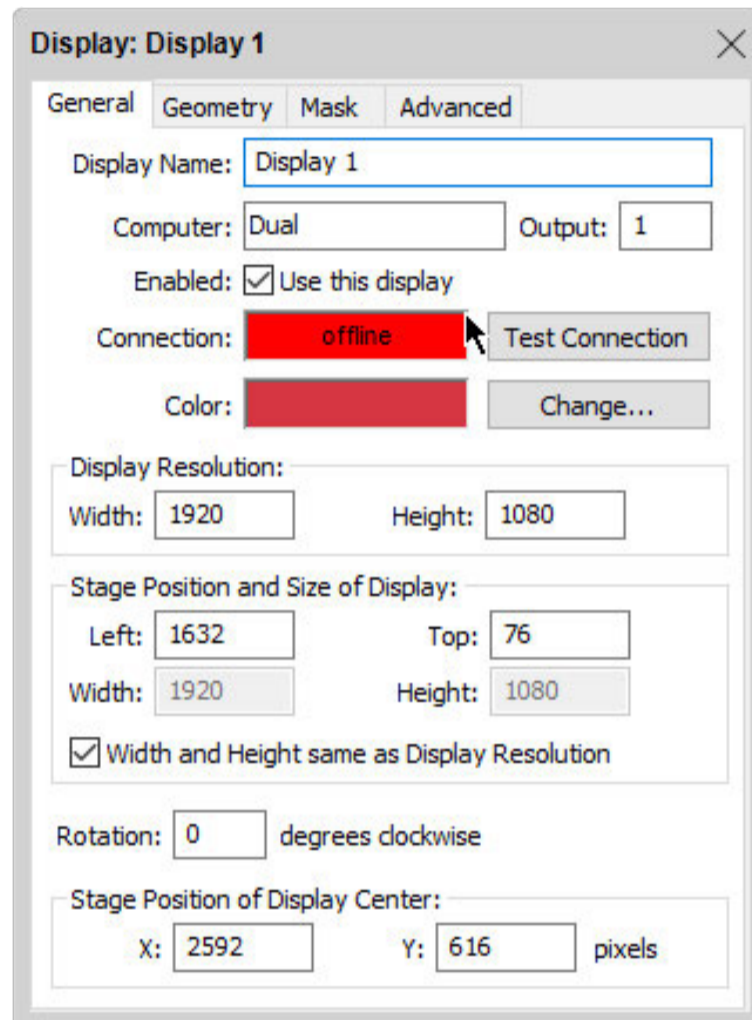 Display: Display 1
General Geometry Mask Advanced
Display Name: Display 1
Computer: Dual Output: 1
Enabled: Use this display
Connection: offline Test Connection
Color: Change...
Display Resolution:
Width: 1920 Height: 1080
Stage Position and Size of Display:
Left: 1632 Top: 76
Width: 1920 Height: 1080
Width and Height same as Display Resolution
Rotation: 0 degrees clockwise
Stage Position of Display Center:
X: 2592 Y: 616 pixels